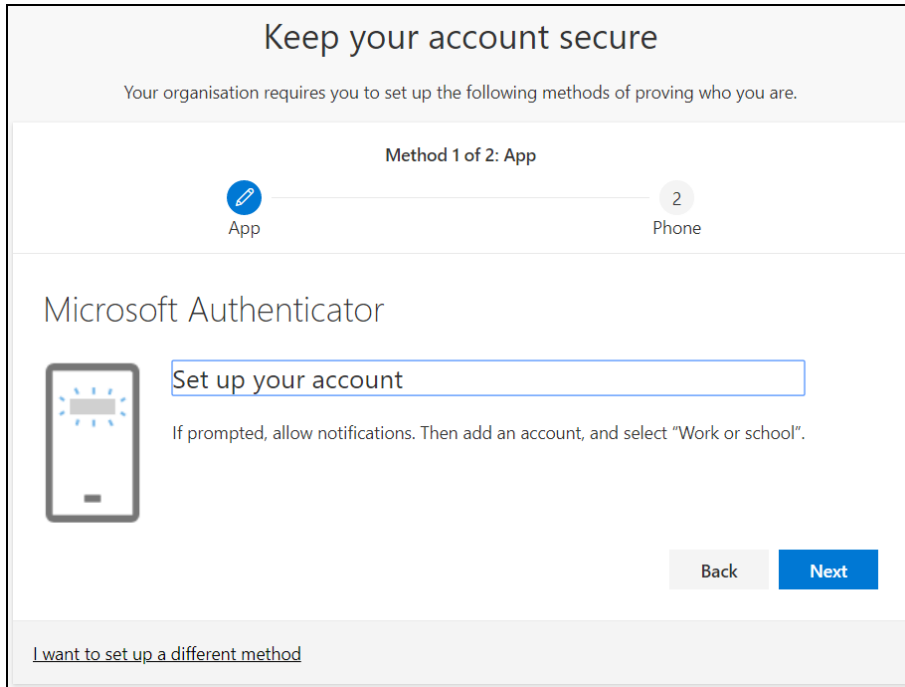 Keep your account secure
Your organisation requires you to set up the following methods of proving who you are.
Method 1 of 2: App
2
App
Phone
Microsoft Authenticator
Set up your account
If prompted, allow notifications. Then add an account, and select “Work or school”.
Back
Next
I want to set up a different method